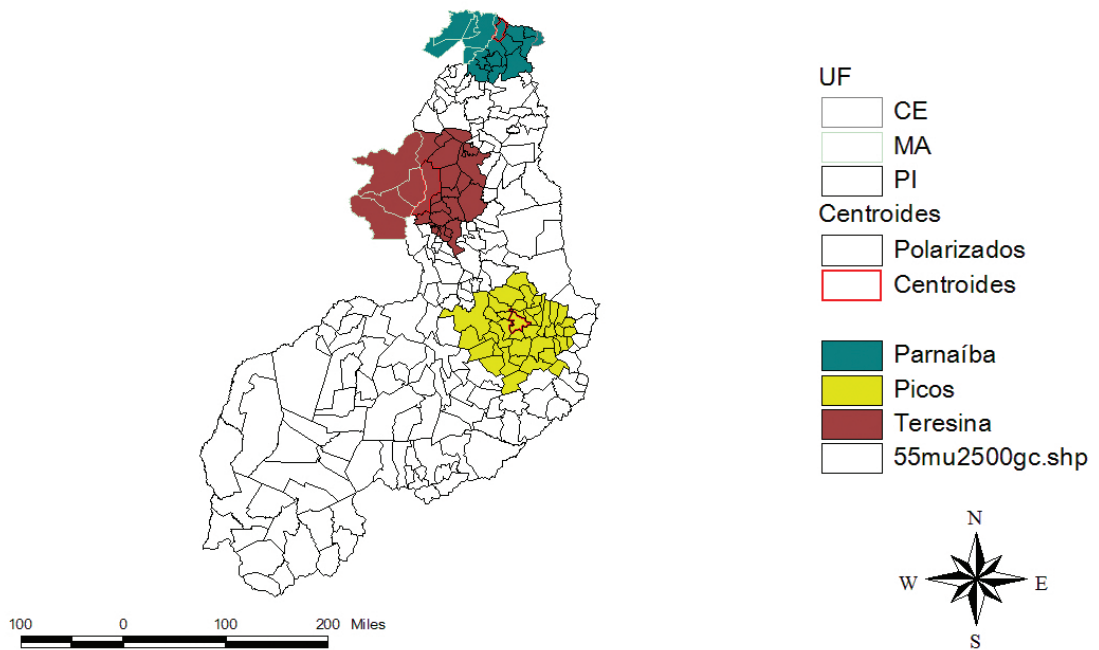 UF
CE
MA
PI
Centroides
Polarizados
Centroides
Parnaíba
Picos
Teresina
55mu2500gc.shp
N
W E
S
100 0 100 200 Miles